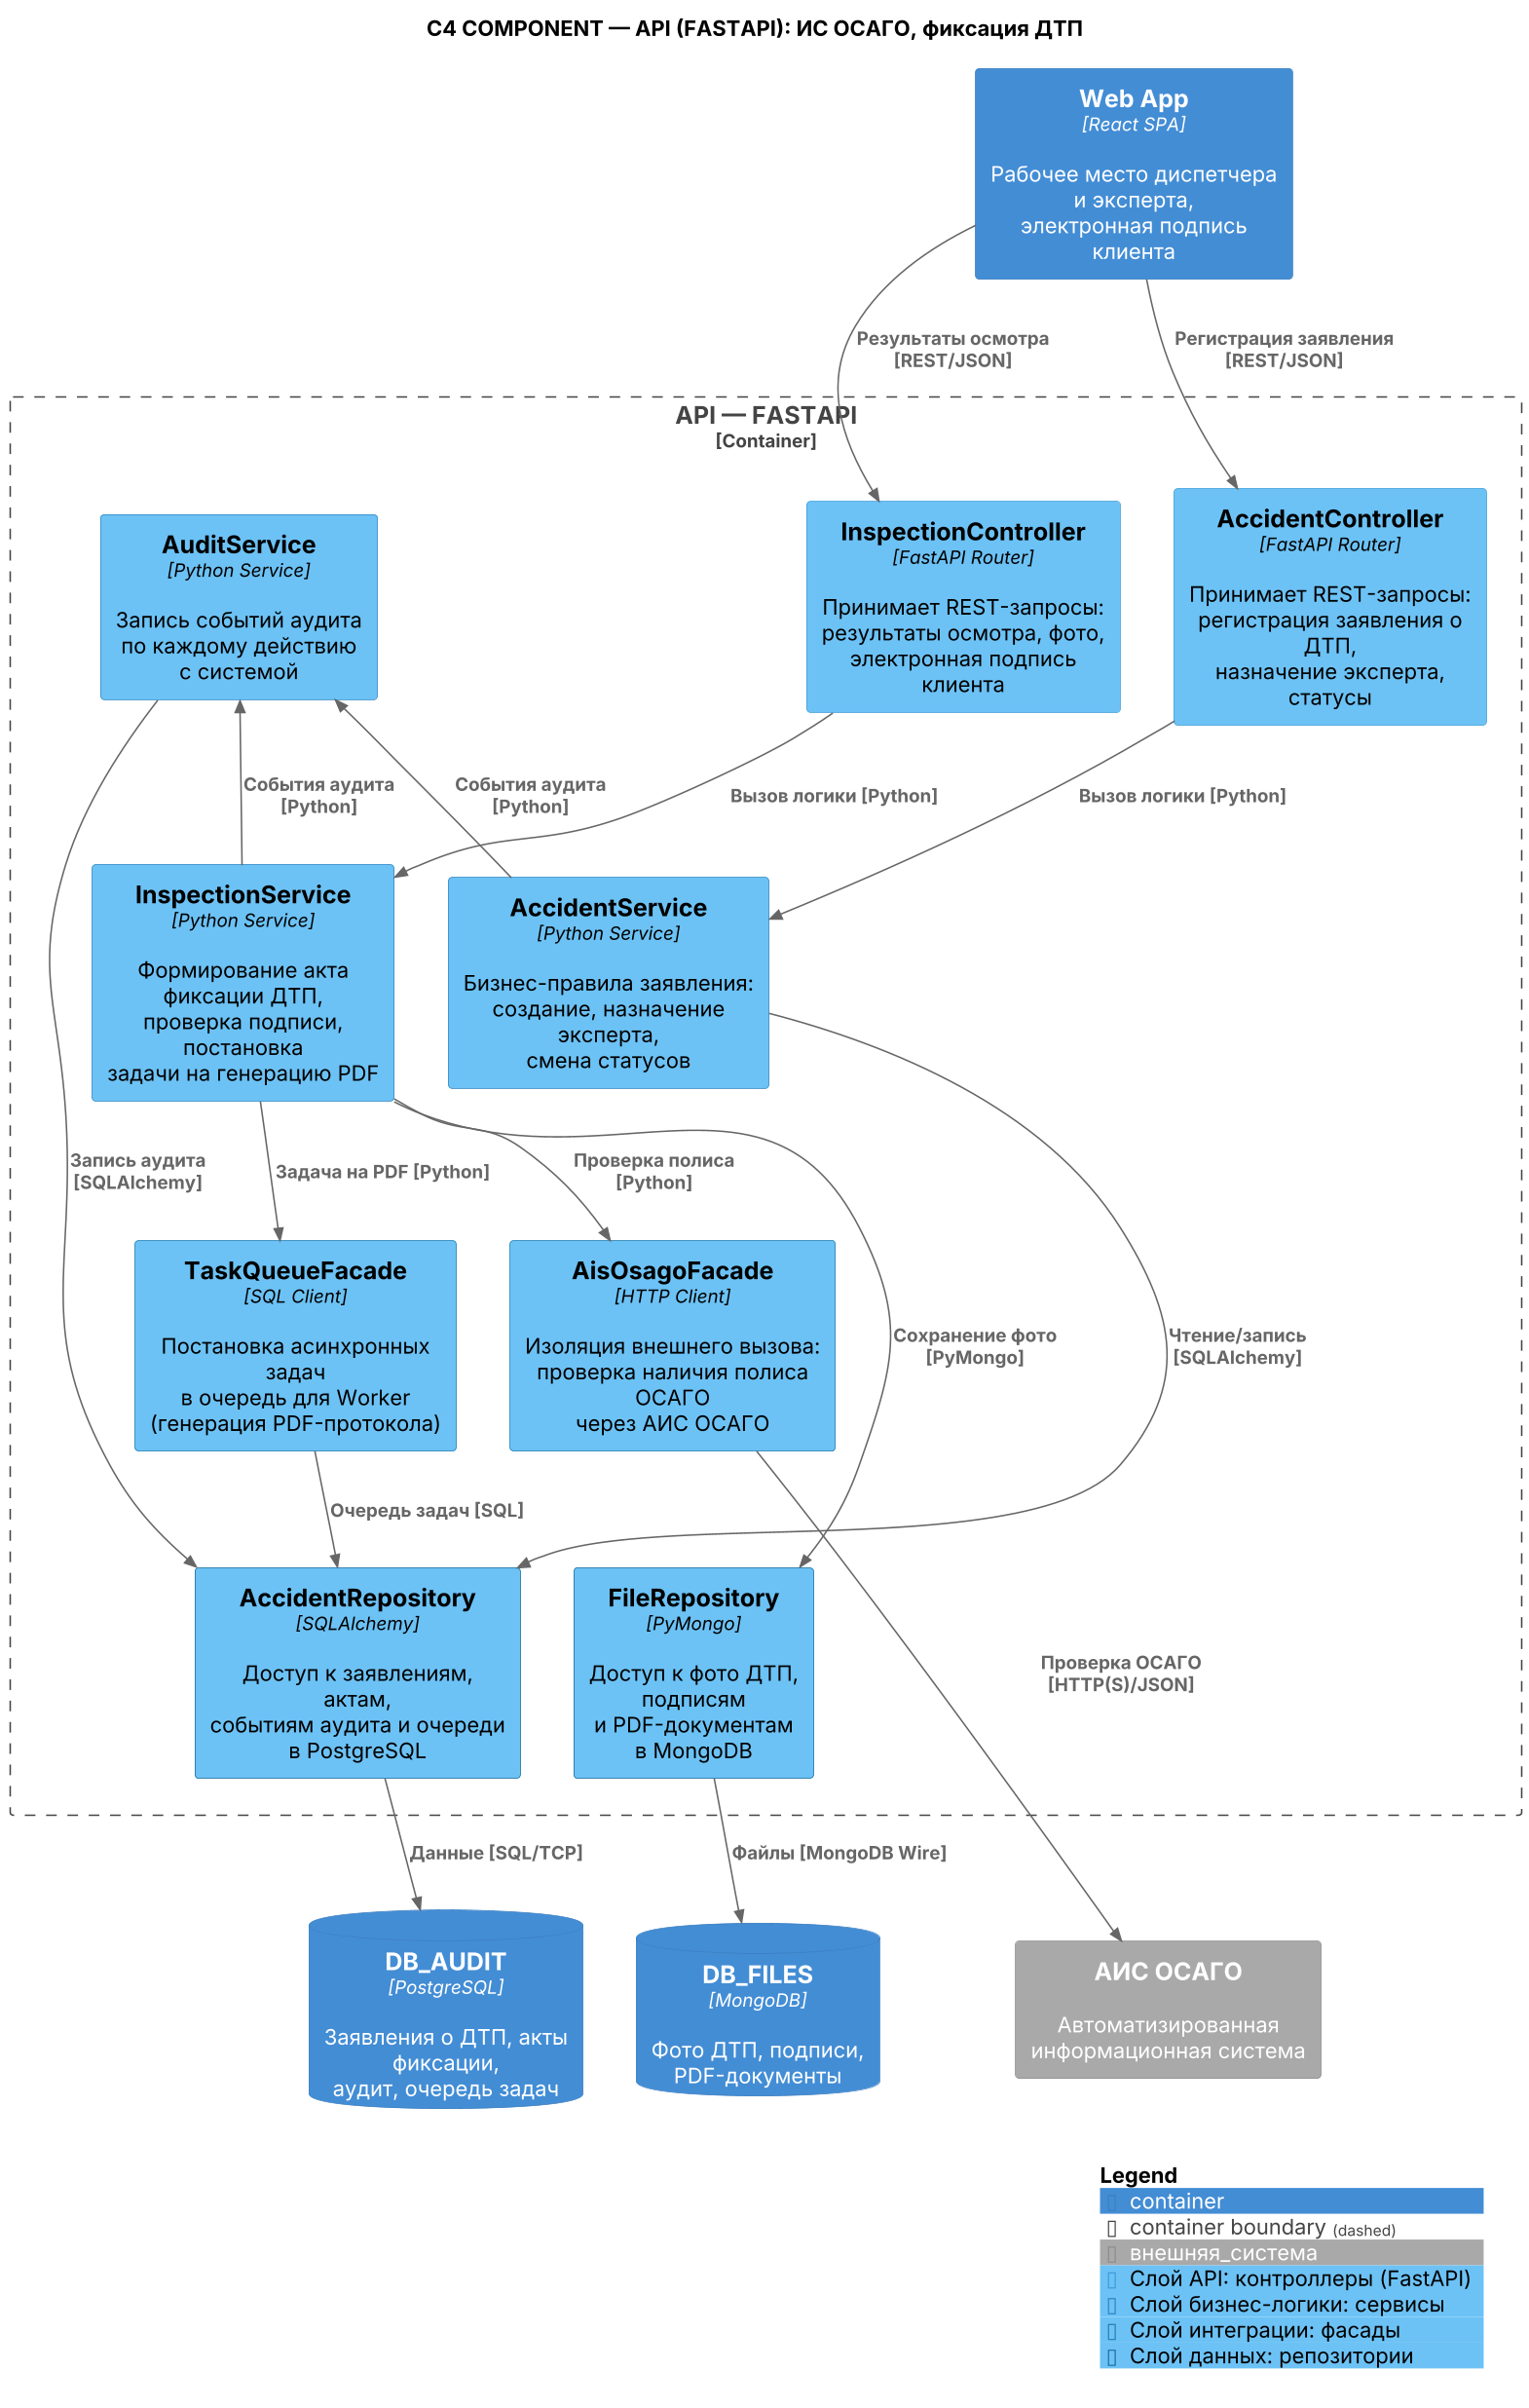 C4 COMPONENT — API (FASTAPI): ИС ОСАГО, фиксация ДТП
Web App
[React SPA]
Рабочее место диспетчера
и эксперта,
электронная подпись
клиента
Результаты осмотра
[REST/JSON]
Регистрация заявления
[REST/JSON]
API — FASTAPI
[Container]
AuditService
[Python Service]
Запись событий аудита
по каждому действию
с системой
InspectionController
[FastAPI Router]
Принимает REST-запросы:
результаты осмотра, фото,
электронная подпись
клиента
AccidentController
[FastAPI Router]
Принимает REST-запросы:
регистрация заявления о
ДТП,
назначение эксперта,
статусы
События аудита
[Python]
События аудита
[Python]
Вызов логики [Python]
Вызов логики [Python]
InspectionService
[Python Service]
Формирование акта
фиксации ДТП,
проверка подписи,
постановка
задачи на генерацию PDF
AccidentService
[Python Service]
Бизнес-правила заявления:
создание, назначение
эксперта,
смена статусов
Запись аудита
[SQLAlchemy]
Задача на PDF [Python]
Проверка полиса
[Python]
TaskQueueFacade
[SQL Client]
Постановка асинхронных
задач
в очередь для Worker
(генерация PDF-протокола)
AisOsagoFacade
[HTTP Client]
Изоляция внешнего вызова:
проверка наличия полиса
ОСАГО
через АИС ОСАГО
Сохранение фото
[PyMongo]
Чтение/запись
[SQLAlchemy]
Очередь задач [SQL]
AccidentRepository
[SQLAlchemy]
Доступ к заявлениям,
актам,
событиям аудита и очереди
в PostgreSQL
FileRepository
[PyMongo]
Доступ к фото ДТП,
подписям
и PDF-документам
в MongoDB
Проверка ОСАГО
[HTTP(S)/JSON]
Данные [SQL/TCP]
Файлы [MongoDB Wire]
DB_AUDIT
[PostgreSQL]
Заявления о ДТП, акты
фиксации,
аудит, очередь задач
DB_FILES
[MongoDB]
Фото ДТП, подписи,
PDF-документы
АИС ОСАГО
Автоматизированная
информационная система
Legend
container
container boundary (dashed)
внешняя_система
Слой API: контроллеры (FastAPI)
Слой бизнес-логики: сервисы
Слой интеграции: фасады
Слой данных: репозитории